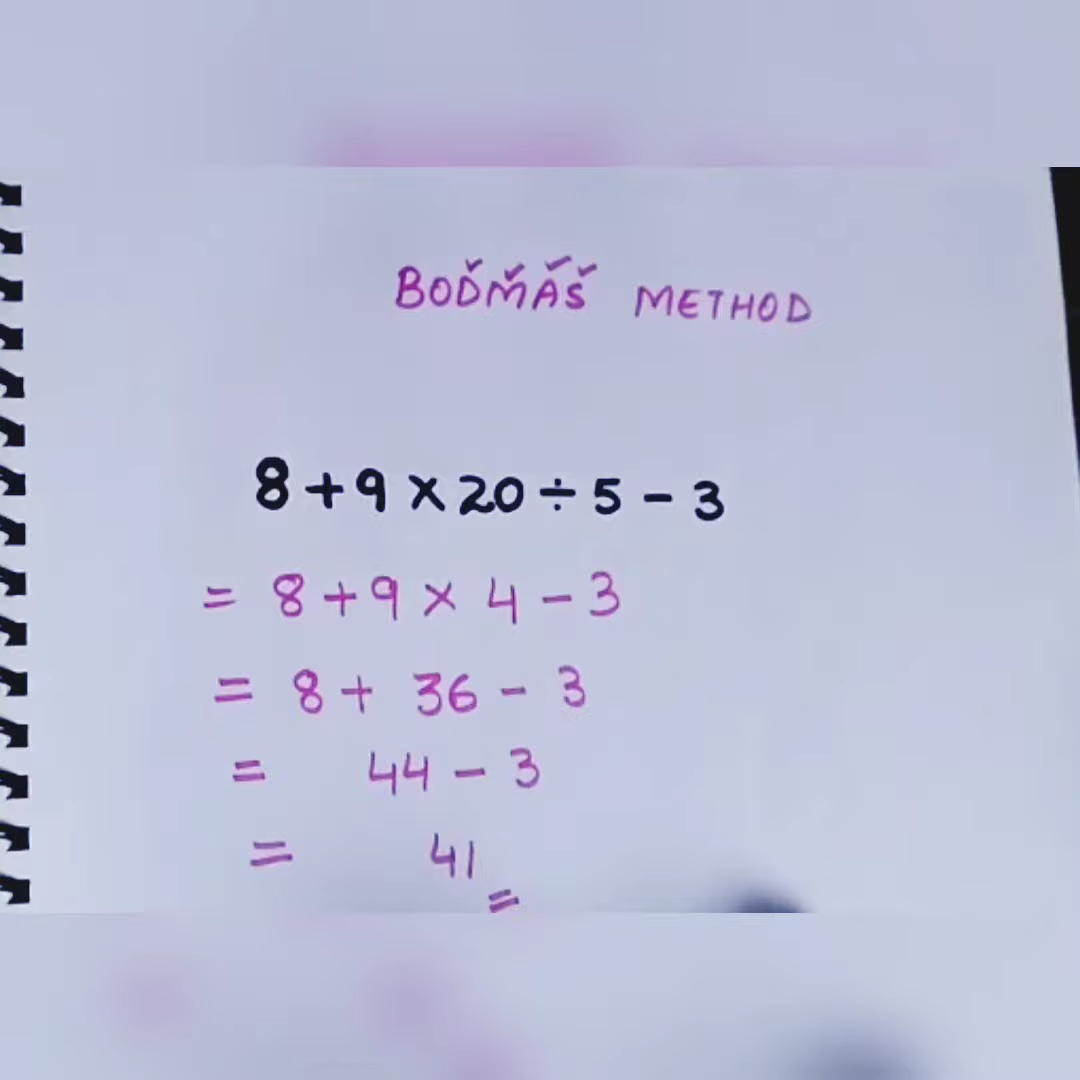 BODMAS METHOD
8 + 9 × 20 ÷ 5 - 3
= 8 + 9 × 4 - 3
= 8 + 36 - 3
= 44 - 3
= 41